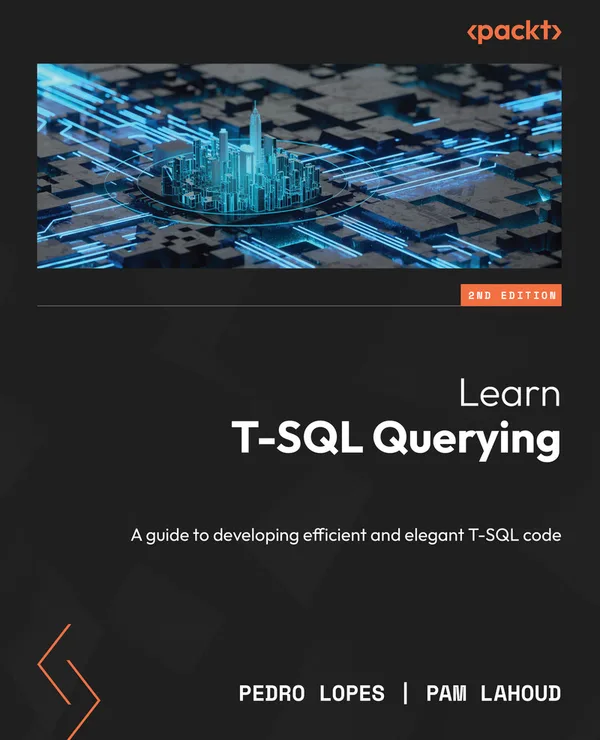 <packt>
2ND EDITION
Learn
T-SQL Querying
A guide to developing efficient and elegant T-SQL code
PEDRO LOPES | PAM LAHOUD